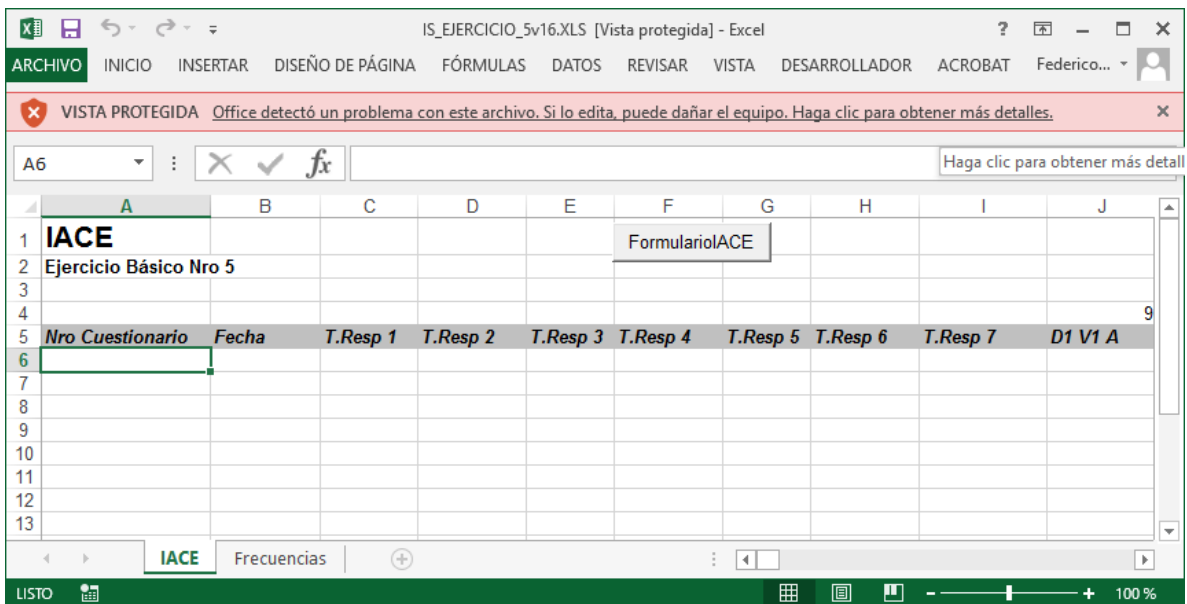 IS_EJERCICIO_5v16.XLS [Vista protegida] - Excel
ARCHIVO INICIO INSERTAR DISEÑO DE PÁGINA FÓRMULAS DATOS REVISAR VISTA DESARROLLADOR ACROBAT Federico...
VISTA PROTEGIDA Office detectó un problema con este archivo. Si lo edita, puede dañar el equipo. Haga clic para obtener más detalles.
A6 fx Haga clic para obtener más detall
A B C D E F G H I J
1 IACE FormularioIACE
2 Ejercicio Básico Nro 5
3
4 9
5 Nro Cuestionario Fecha T.Resp 1 T.Resp 2 T.Resp 3 T.Resp 4 T.Resp 5 T.Resp 6 T.Resp 7 D1 V1 A
6
7
8
9
10
11
12
13
IACE Frecuencias
LISTO 100 %